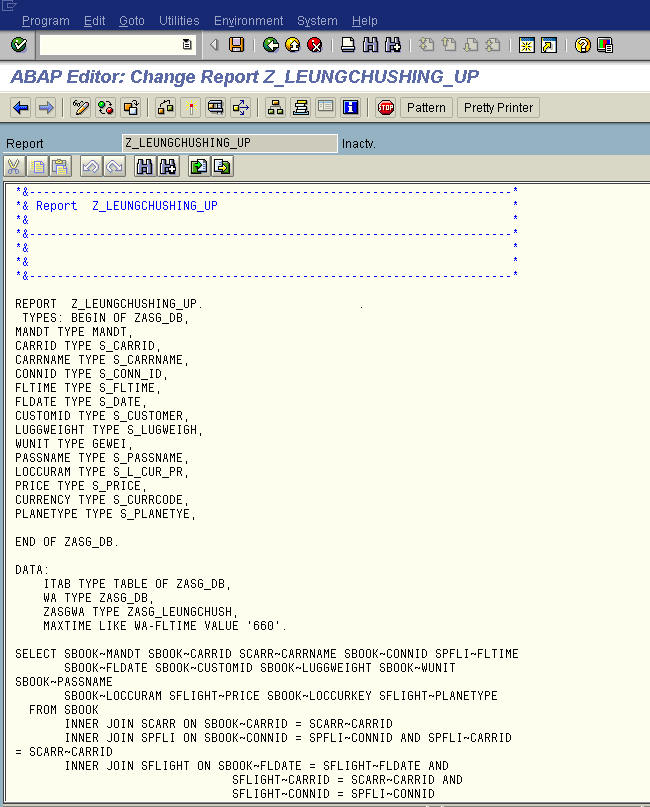 Program Edit Goto Utilities Environment System Help
ABAP Editor: Change Report Z_LEUNGCHUSHING_UP
STOP Pattern Pretty Printer
Report Z_LEUNGCHUSHING_UP Inactv.
*&---------------------------------------------------------------------*
*& Report  Z_LEUNGCHUSHING_UP *
*& *
*&---------------------------------------------------------------------*
*& *
*& *
*&---------------------------------------------------------------------*
REPORT  Z_LEUNGCHUSHING_UP. .
TYPES: BEGIN OF ZASG_DB,
MANDT TYPE MANDT,
CARRID TYPE S_CARRID,
CARRNAME TYPE S_CARRNAME,
CONNID TYPE S_CONN_ID,
FLTIME TYPE S_FLTIME,
FLDATE TYPE S_DATE,
CUSTOMID TYPE S_CUSTOMER,
LUGGWEIGHT TYPE S_LUGWEIGH,
WUNIT TYPE GEWEI,
PASSNAME TYPE S_PASSNAME,
LOCCURAM TYPE S_L_CUR_PR,
PRICE TYPE S_PRICE,
CURRENCY TYPE S_CURRCODE,
PLANETYPE TYPE S_PLANETYE,
END OF ZASG_DB.
DATA:
ITAB TYPE TABLE OF ZASG_DB,
WA TYPE ZASG_DB,
ZASGWA TYPE ZASG_LEUNGCHUSH,
MAXTIME LIKE WA-FLTIME VALUE '660'.
SELECT SBOOK~MANDT SBOOK~CARRID SCARR~CARRNAME SBOOK~CONNID SPFLI~FLTIME
SBOOK~FLDATE SBOOK~CUSTOMID SBOOK~LUGGWEIGHT SBOOK~WUNIT
SBOOK~PASSNAME
SBOOK~LOCCURAM SFLIGHT~PRICE SBOOK~LOCCURKEY SFLIGHT~PLANETYPE
FROM SBOOK
INNER JOIN SCARR ON SBOOK~CARRID = SCARR~CARRID
INNER JOIN SPFLI ON SBOOK~CONNID = SPFLI~CONNID AND SPFLI~CARRID
= SCARR~CARRID
INNER JOIN SFLIGHT ON SBOOK~FLDATE = SFLIGHT~FLDATE AND
SFLIGHT~CARRID = SCARR~CARRID AND
SFLIGHT~CONNID = SPFLI~CONNID